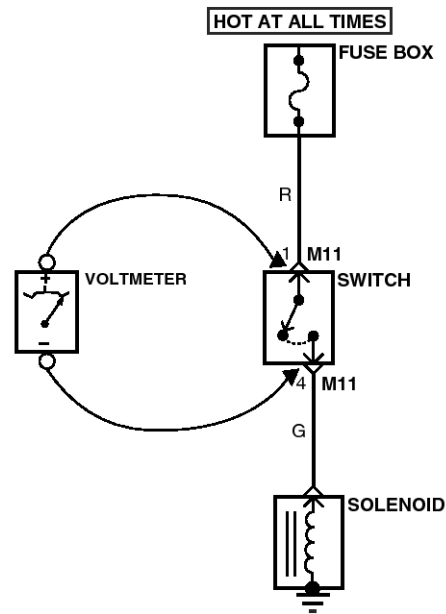 HOT AT ALL TIMES
FUSE BOX
R
1 M11
VOLTMETER
+
–
SWITCH
4 M11
G
SOLENOID